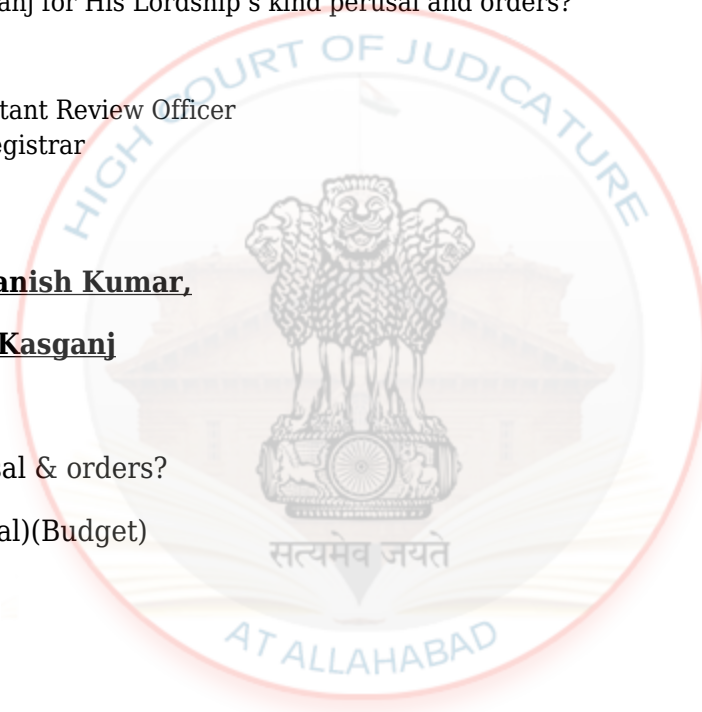 anj for His Lordship's kind perusal and orders?
HIGH COURT OF JUDICATURE
tant Review Officer
egistrar
anish Kumar,
Kasganj
sal & orders?
al)(Budget)
सत्यमेव जयते
AT ALLAHABAD